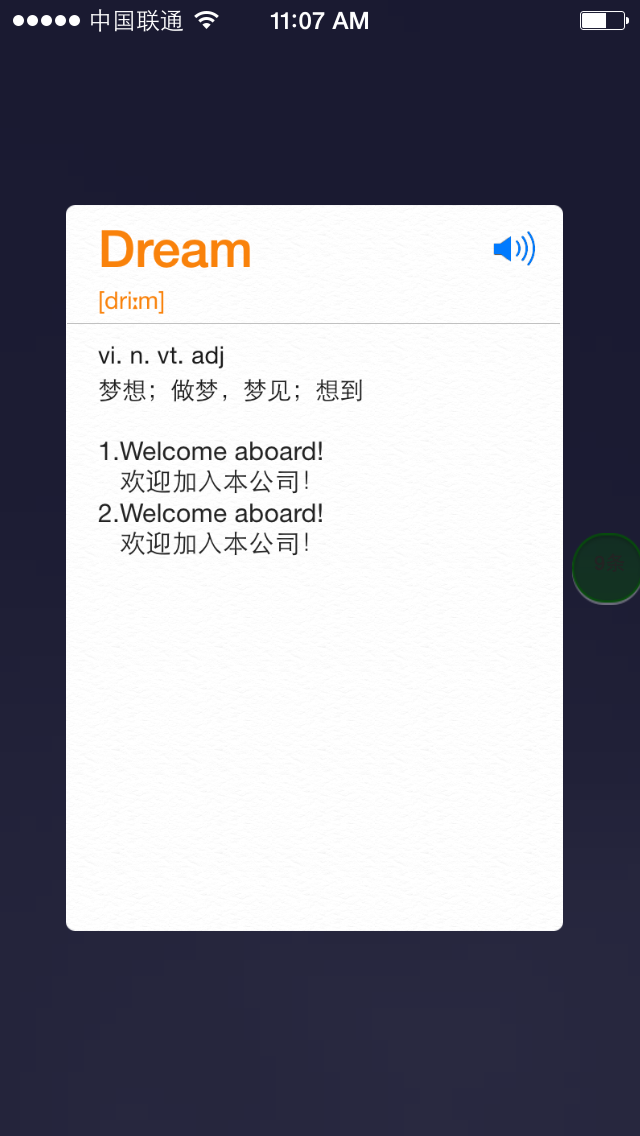 中国联通 11:07 AM
Dream
[dri:m]
vi. n. vt. adj
梦想；做梦，梦见；想到
1.Welcome aboard!
欢迎加入本公司！
2.Welcome aboard!
欢迎加入本公司！